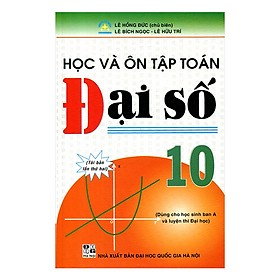 LÊ HỒNG ĐỨC (chủ biên)
LÊ BÍCH NGỌC - LÊ HỮU TRÍ
HỌC VÀ ÔN TẬP TOÁN
Đại số
10
(Tái bản
lần thứ hai)
(Dùng cho học sinh ban A
và luyện thi Đại học)
NHÀ XUẤT BẢN ĐẠI HỌC QUỐC GIA HÀ NỘI